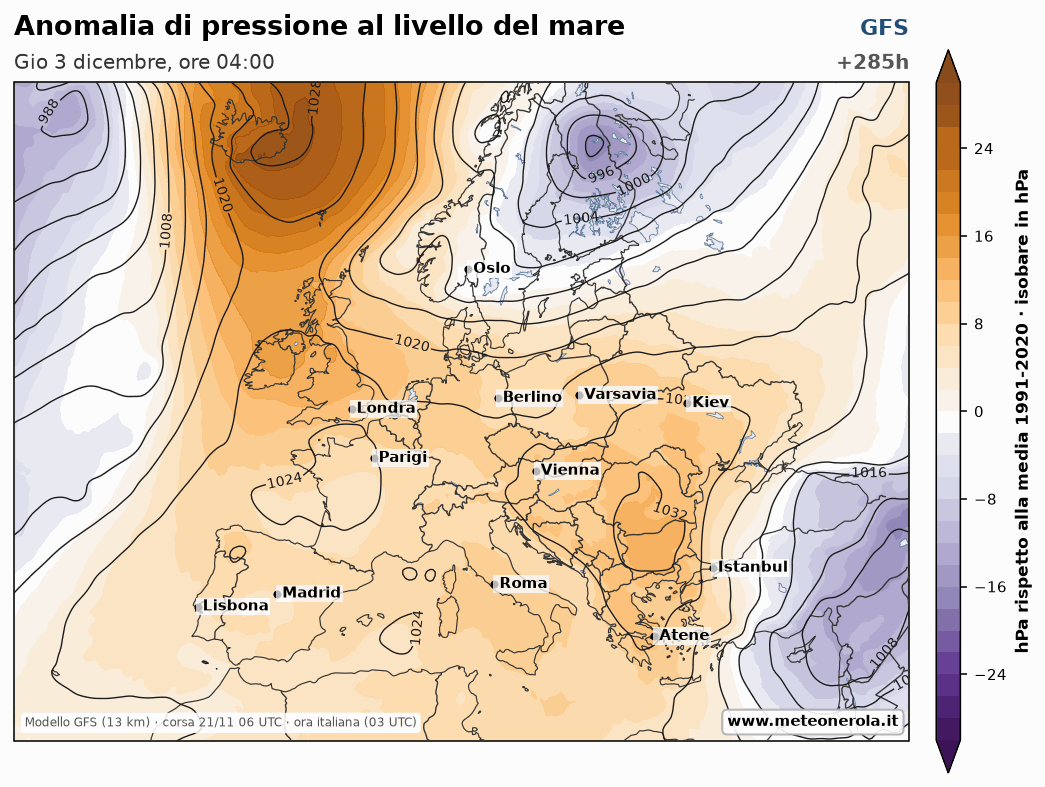 Anomalia di pressione al livello del mare
GFS
Gio 3 dicembre, ore 04:00
+285h
988
1028
1020
1008
996
1000
1004
Oslo
1020
Londra
Berlino
Varsavia
Kiev
Parigi
Vienna
1016
1024
1032
Istanbul
Roma
Madrid
Lisbona
1024
Atene
1008
24
16
8
0
−8
−16
−24
hPa rispetto alla media 1991-2020 · isobare in hPa
Modello GFS (13 km) · corsa 21/11 06 UTC · ora italiana (03 UTC)
www.meteonerola.it